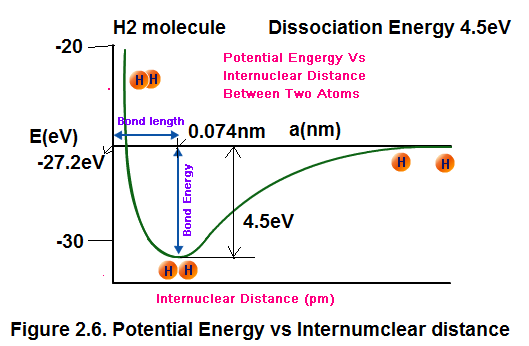 H2 molecule
Dissociation Energy 4.5eV
-20
Potential Engergy Vs
Internuclear Distance
Between Two Atoms
H H
Bond length
E(eV)
0.074nm
a(nm)
-27.2eV
H H
Bond Energy
4.5eV
-30
H H
Internuclear Distance (pm)
Figure 2.6. Potential Energy vs Internumclear distance